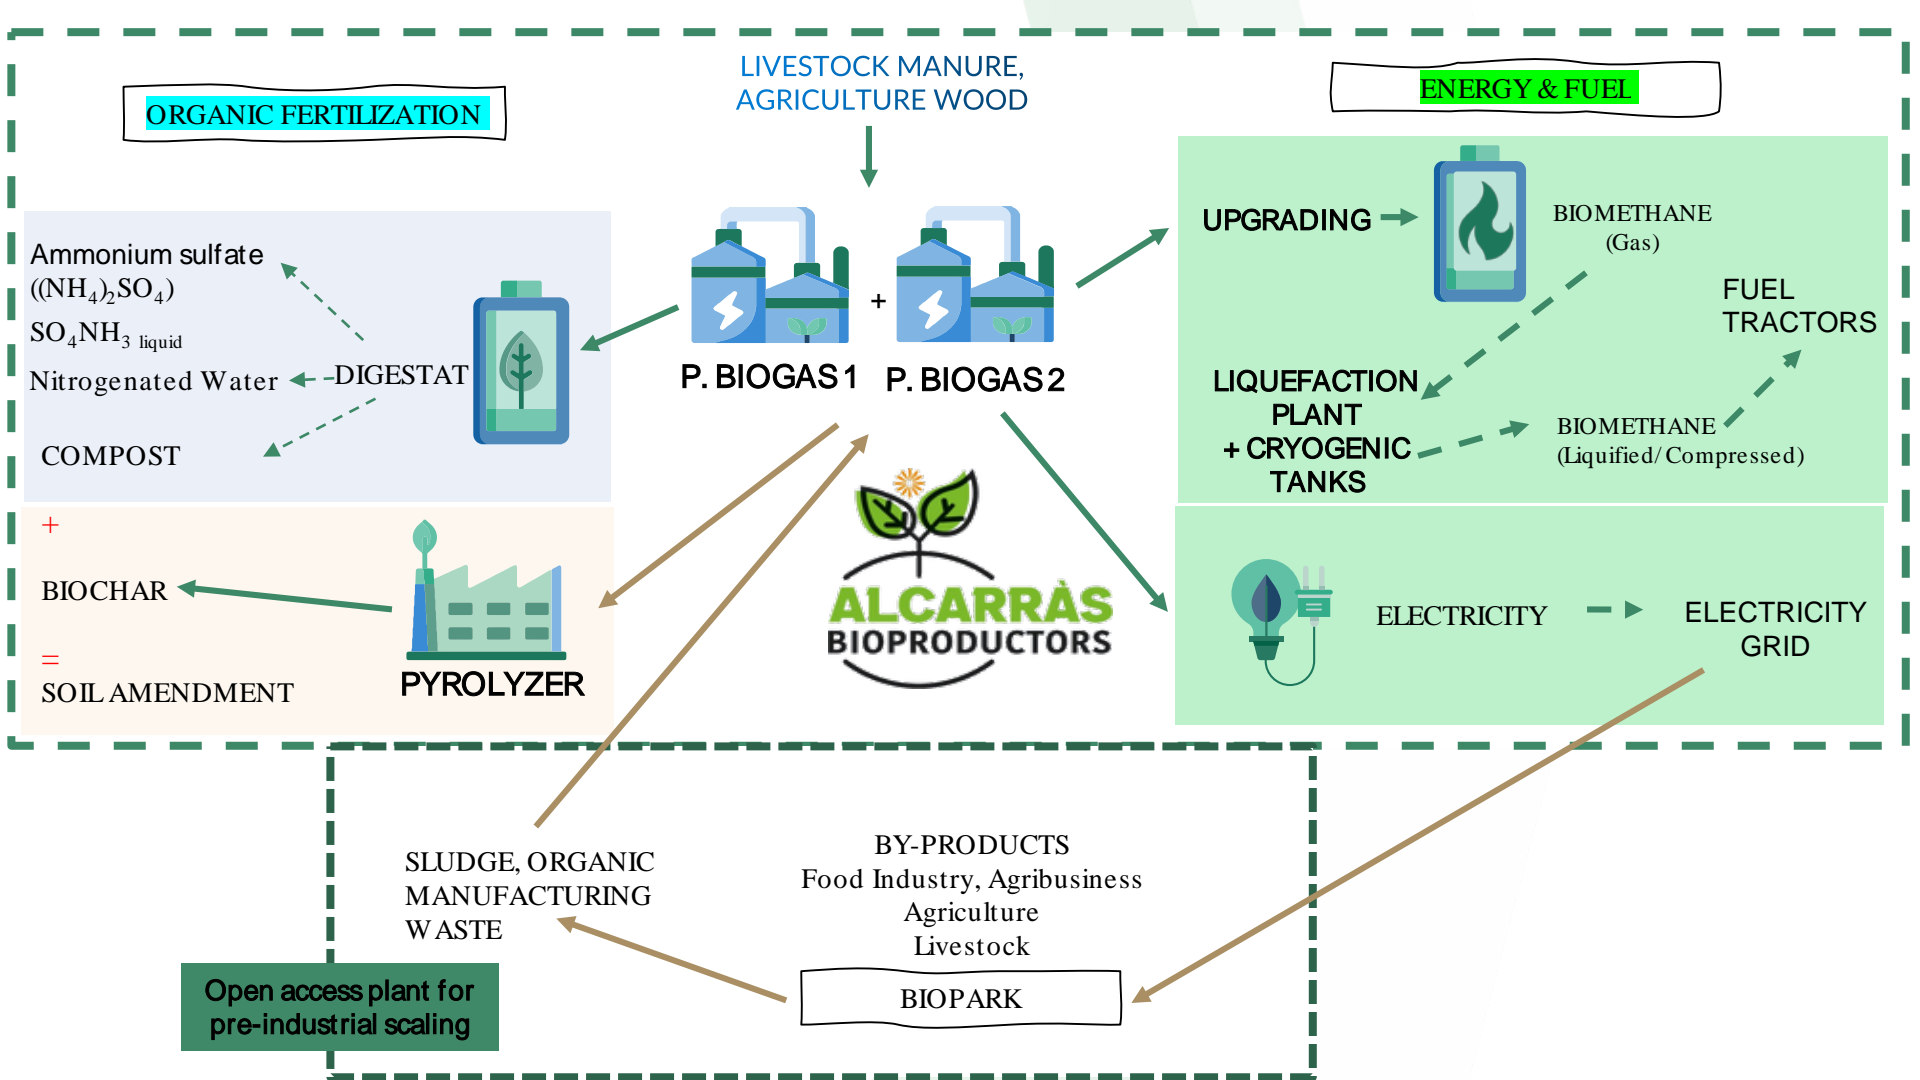 LIVESTOCK MANURE,
AGRICULTURE WOOD
ORGANIC FERTILIZATION
ENERGY & FUEL
Ammonium sulfate
((NH₄)₂SO₄)
SO₄NH₃ liquid
Nitrogenated Water
DIGESTAT
COMPOST
P. BIOGAS 1
+
P. BIOGAS 2
UPGRADING
BIOMETHANE
(Gas)
FUEL
TRACTORS
LIQUEFACTION
PLANT
+ CRYOGENIC
TANKS
BIOMETHANE
(Liquified/Compressed)
+
BIOCHAR
=
SOIL AMENDMENT
PYROLYZER
ALCARRÀS
BIOPRODUCTORS
ELECTRICITY
ELECTRICITY
GRID
SLUDGE, ORGANIC
MANUFACTURING
WASTE
BY-PRODUCTS
Food Industry, Agribusiness
Agriculture
Livestock
BIOPARK
Open access plant for
pre-industrial scaling